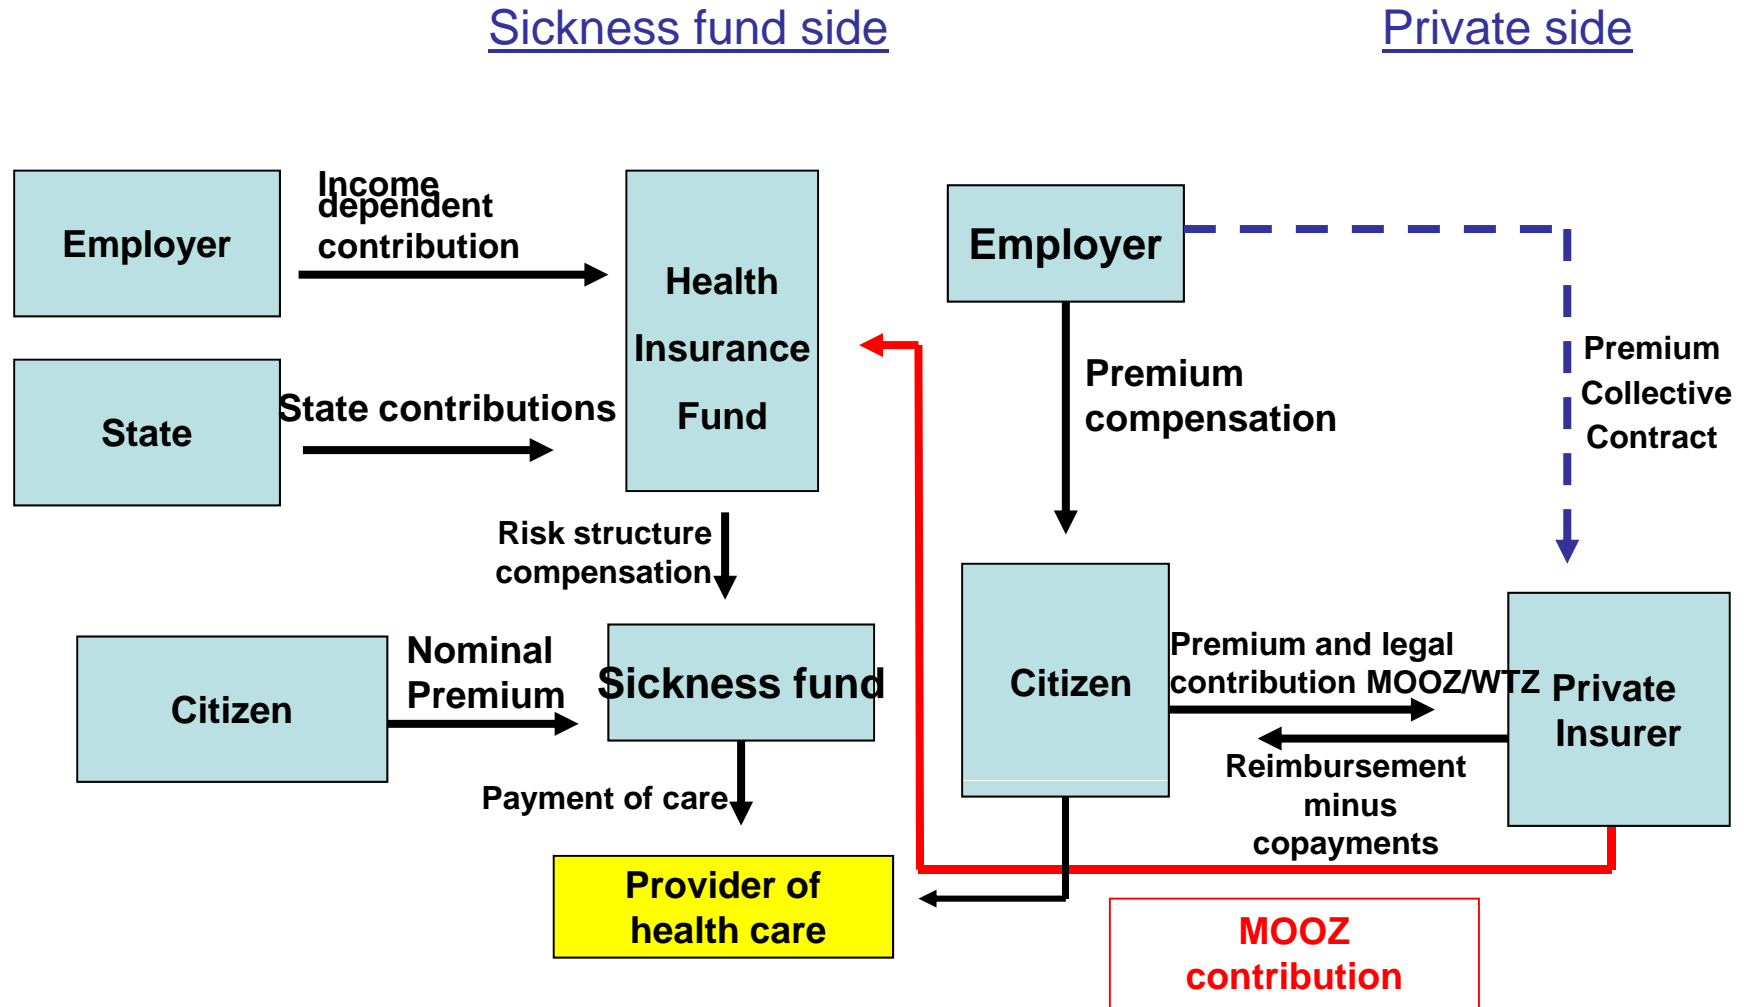 Sickness fund side
Private side
Income
dependent
contribution
Employer
Health
Insurance
Fund
State contributions
State
Risk structure
compensation
Nominal
Premium
Citizen
Sickness fund
Payment of care
Provider of
health care
Employer
Premium
compensation
Premium
Collective
Contract
Citizen
Premium and legal
contribution MOOZ/WTZ
Private
Insurer
Reimbursement
minus
copayments
MOOZ
contribution